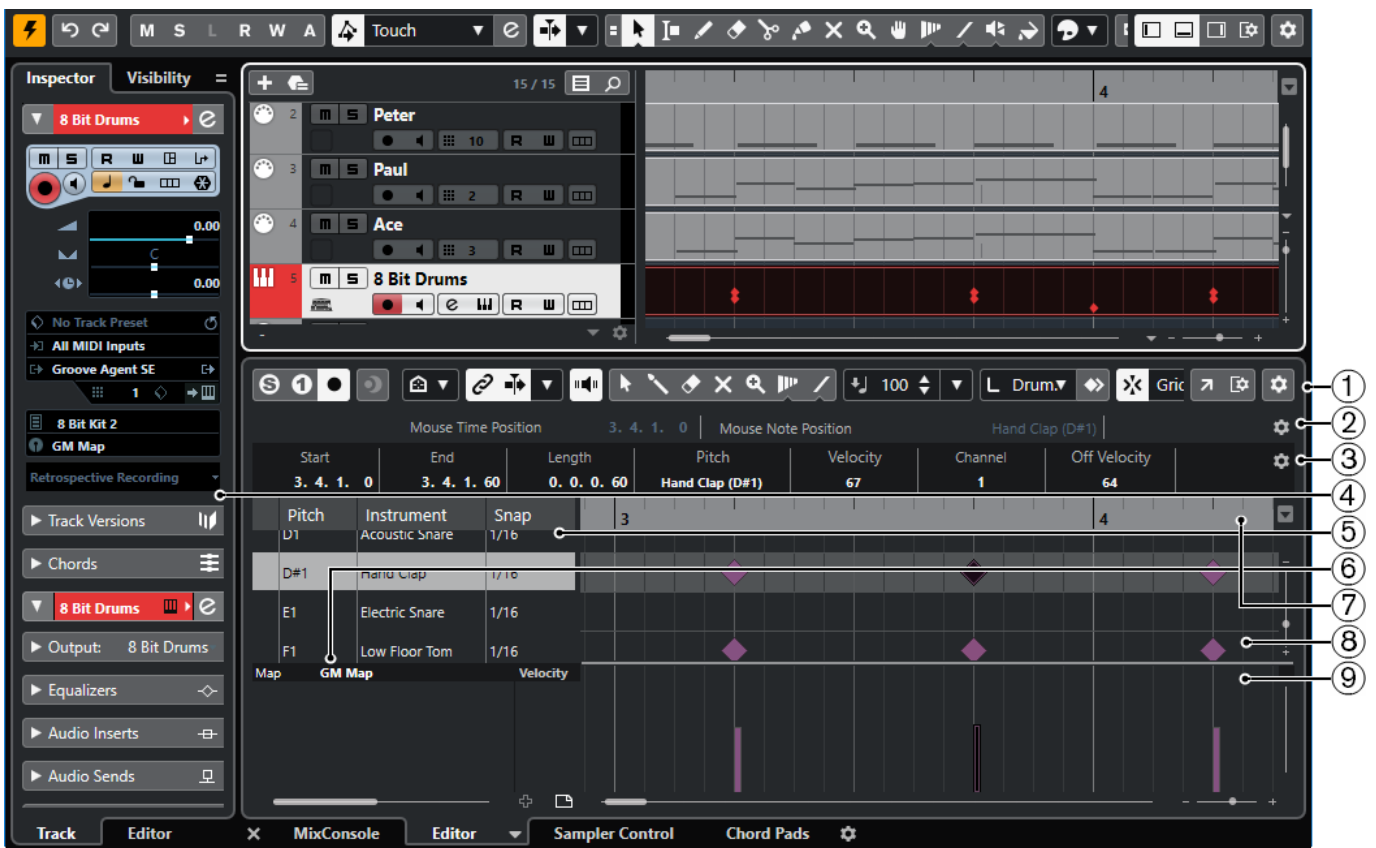 M S L R W A Touch
Inspector Visibility
15 / 15
4
8 Bit Drums e
2 m S Peter
10 R W
m S R W
3 m S Paul
2 R W
0.00
4 m S Ace
C
3 R W
0.00
5 m S 8 Bit Drums
e R W
No Track Preset
All MIDI Inputs
Groove Agent SE
1
S 1 100 L Drum. Gric 1
8 Bit Kit 2
GM Map
Mouse Time Position 3. 4. 1. 0 Mouse Note Position Hand Clap (D#1) 2
Retrospective Recording
Start End Length Pitch Velocity Channel Off Velocity 3
3. 4. 1. 0 3. 4. 1. 60 0. 0. 0. 60 Hand Clap (D#1) 67 1 64
4
Track Versions
Pitch Instrument Snap 3 4
D1 Acoustic Snare 1/16 5
Chords
D#1 Hand Clap 1/16 6
8 Bit Drums e
E1 Electric Snare 1/16 7
Output: 8 Bit Drums
F1 Low Floor Tom 1/16 8
Map GM Map Velocity 9
Equalizers
Audio Inserts
Audio Sends
Track Editor MixConsole Editor Sampler Control Chord Pads